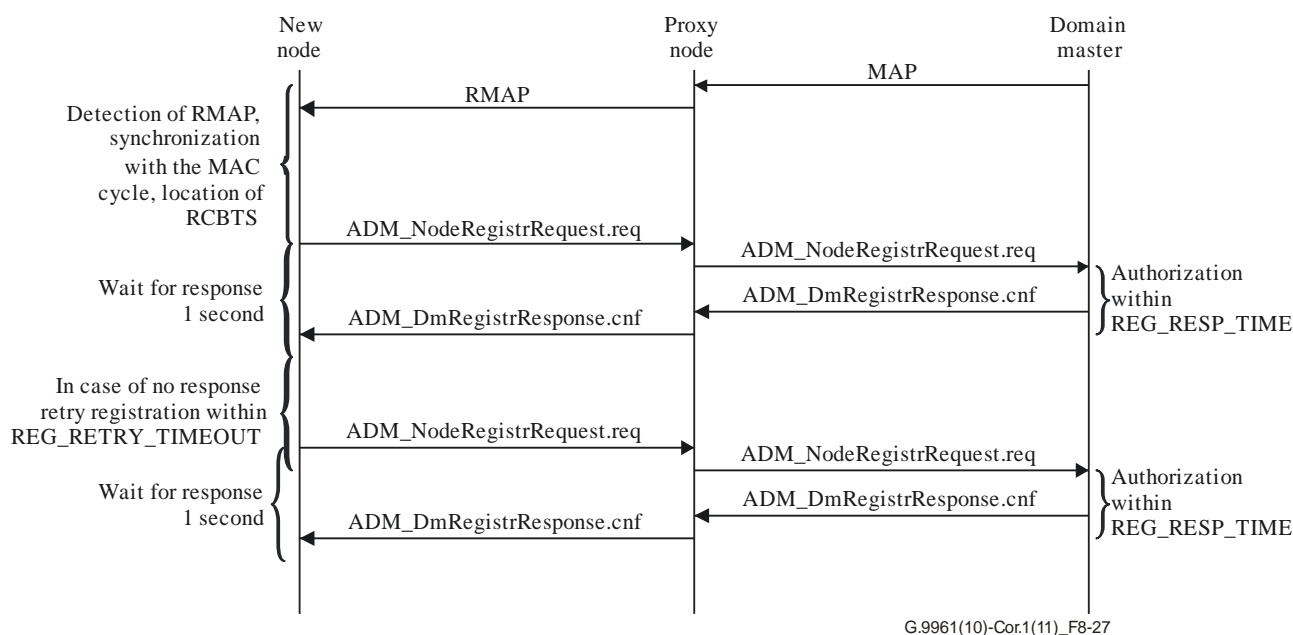 New
node
Proxy
node
Domain
master
MAP
RMAP
Detection of RMAP,
synchronization
with the MAC
cycle, location of
RCBTS
ADM_NodeRegistrRequest.req
ADM_NodeRegistrRequest.req
Authorization
within
REG_RESP_TIME
Wait for response
1 second
ADM_DmRegistrResponse.cnf
ADM_DmRegistrResponse.cnf
In case of no response
retry registration within
REG_RETRY_TIMEOUT
ADM_NodeRegistrRequest.req
ADM_NodeRegistrRequest.req
Authorization
within
REG_RESP_TIME
Wait for response
1 second
ADM_DmRegistrResponse.cnf
ADM_DmRegistrResponse.cnf
G.9961(10)-Cor.1(11)_F8-27